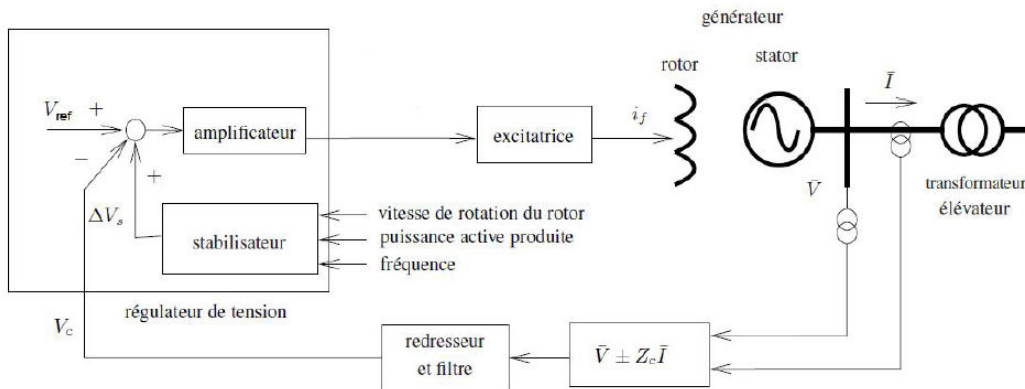 générateur
stator
rotor
V_ref +
amplificateur
excitatrice
i_f
Ī
V̄
transformateur
élévateur
−
+
ΔV_s
stabilisateur
vitesse de rotation du rotor
puissance active produite
fréquence
régulateur de tension
V_c
redresseur
et filtre
V̄ ± Z_c Ī